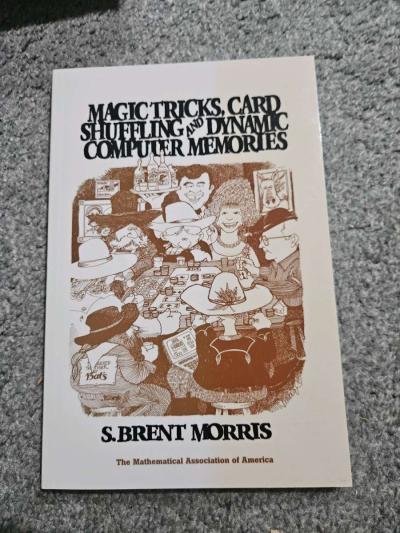 MAGIC TRICKS, CARD
SHUFFLING AND DYNAMIC
COMPUTER MEMORIES
S. BRENT MORRIS
The Mathematical Association of America